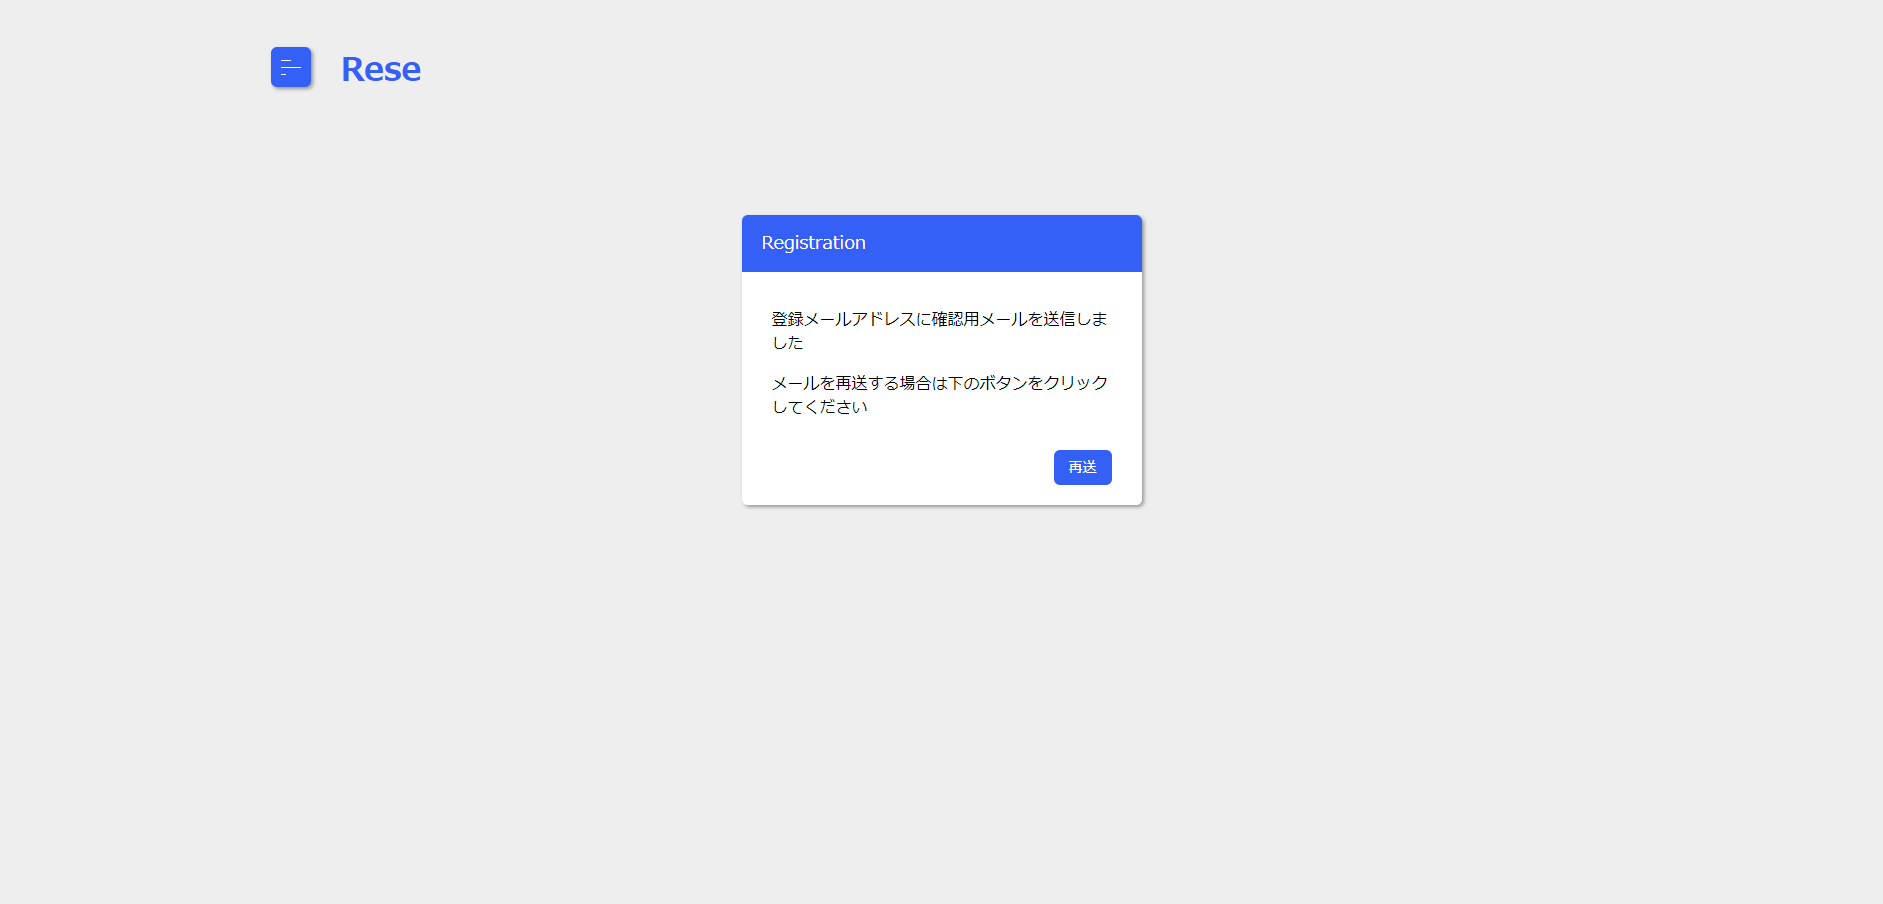 Rese
Registration
登録メールアドレスに確認用メールを送信しま
した
メールを再送する場合は下のボタンをクリック
してください
再送